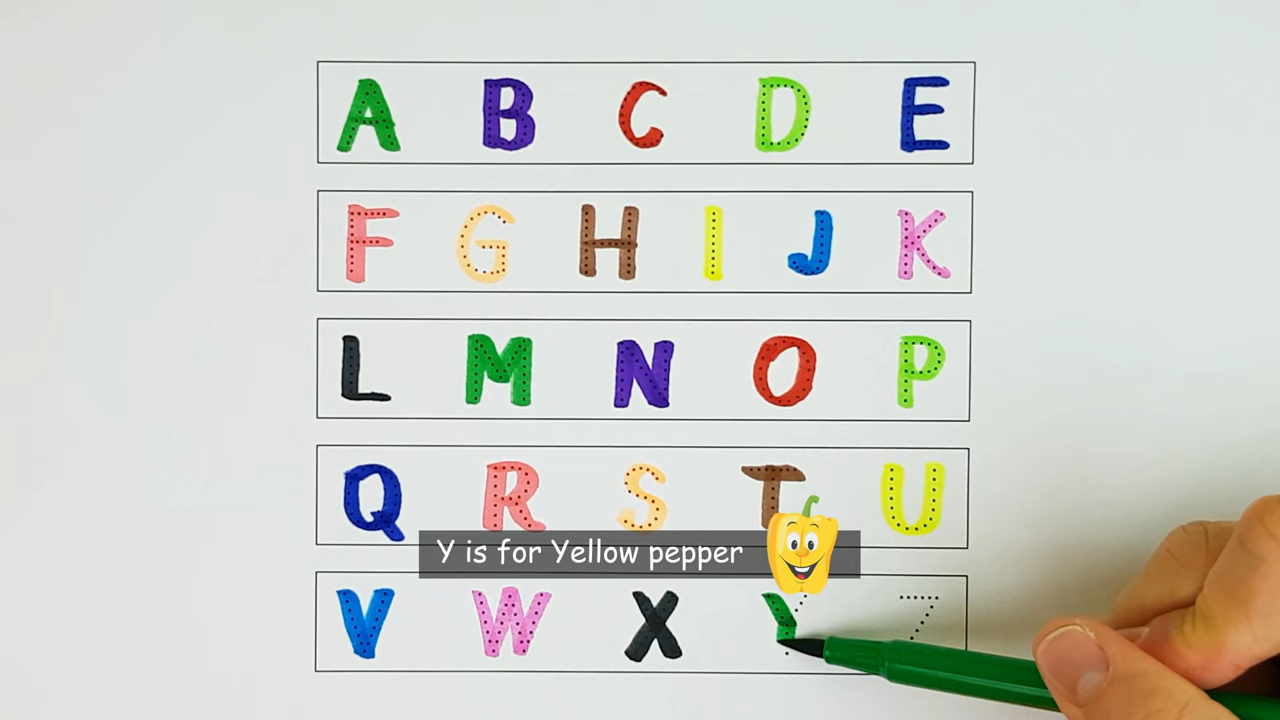 A B C D E
F G H I J K
L M N O P
Q R S T U
Y is for Yellow pepper
V W X Y Z